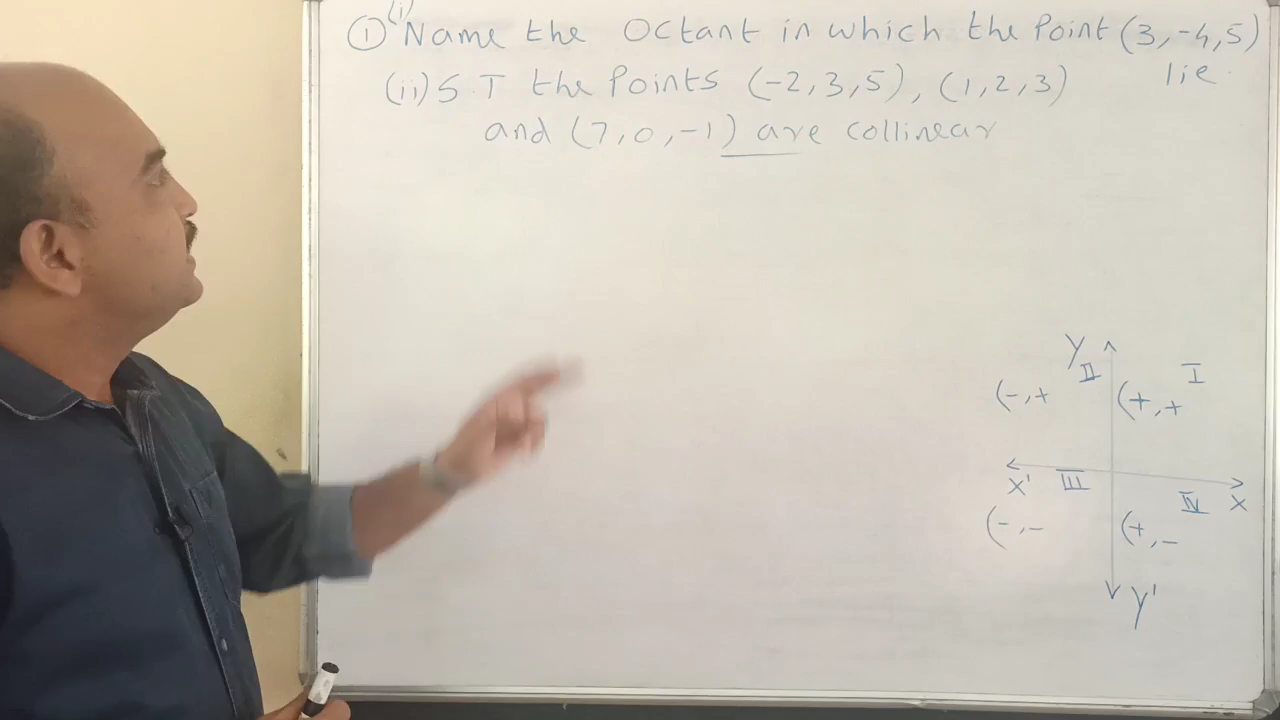 ① (i) Name the Octant in which the Point (3,-4,5) lie.
(ii) S.T the Points (-2,3,5), (1,2,3)
and (7,0,-1) are collinear
Y
II I
(-,+ (+,+
X' III IV X
(-,- (+,-
Y'